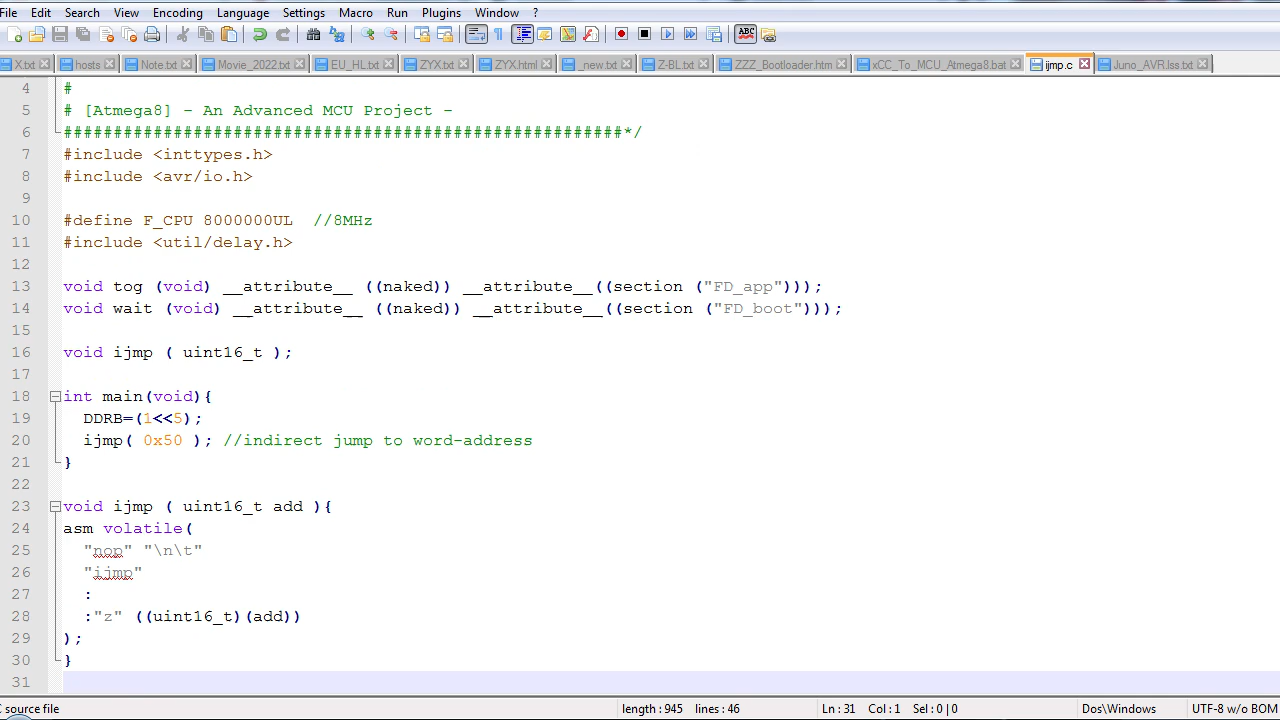 File Edit Search View Encoding Language Settings Macro Run Plugins Window ?
X.txt hosts Note.txt Movie_2022.txt EU_HL.txt ZYX.txt ZYX.html _new.txt Z-BL.txt ZZZ_Bootloader.htm xCC_To_MCU_Atmega8.bat ijmp.c Juno_AVR.lss.txt
4 #
5 # [Atmega8] - An Advanced MCU Project -
6 ########################################################*/
7 #include <inttypes.h>
8 #include <avr/io.h>
9
10 #define F_CPU 8000000UL  //8MHz
11 #include <util/delay.h>
12
13 void tog (void) __attribute__ ((naked)) __attribute__((section ("FD_app")));
14 void wait (void) __attribute__ ((naked)) __attribute__((section ("FD_boot")));
15
16 void ijmp ( uint16_t );
17
18 int main(void){
19   DDRB=(1<<5);
20   ijmp( 0x50 ); //indirect jump to word-address
21 }
22
23 void ijmp ( uint16_t add ){
24 asm volatile(
25   "nop" "\n\t"
26   "ijmp"
27   :
28   :"z" ((uint16_t)(add))
29 );
30 }
31
C source file length : 945 lines : 46 Ln : 31 Col : 1 Sel : 0 | 0 Dos\Windows UTF-8 w/o BOM